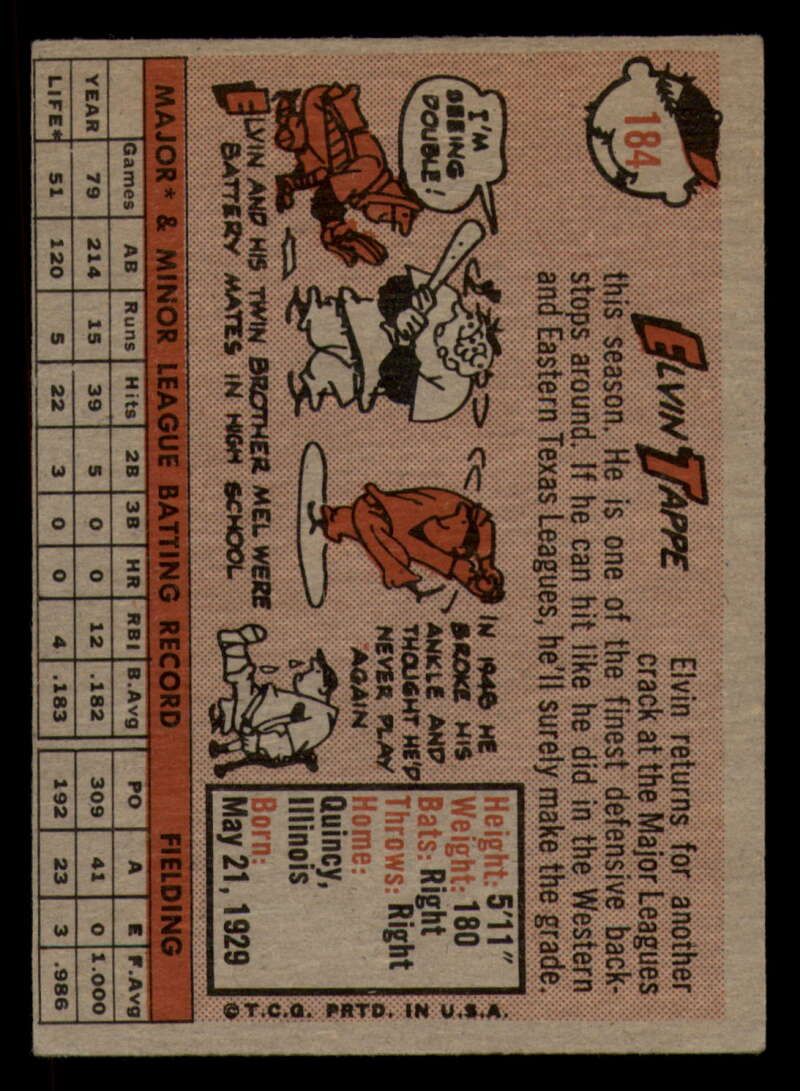 184
ELVIN TAPPE
Elvin returns for another
crack at the Major Leagues
this season. He is one of the finest defensive back-
stops around. If he can hit like he did in the Western
and Eastern Texas Leagues, he'll surely make the grade.
I'M
SEEING
DOUBLE!
ELVIN AND HIS TWIN BROTHER MEL WERE
BATTERY MATES IN HIGH SCHOOL
IN 1948 HE
BROKE HIS
ANKLE AND
THOUGHT HE'D
NEVER PLAY
AGAIN
Height: 5'11"
Weight: 180
Bats: Right
Throws: Right
Home:
Quincy,
Illinois
Born:
May 21, 1929
© T.C.G. PRTD. IN U.S.A.
MAJOR* & MINOR LEAGUE BATTING RECORD FIELDING
Games AB Runs Hits 2B 3B HR RBI B.Avg PO A E F.Avg
YEAR 79 214 15 39 5 0 0 12 .182 309 41 0 1.000
LIFE* 51 120 5 22 3 0 0 4 .183 192 23 3 .986